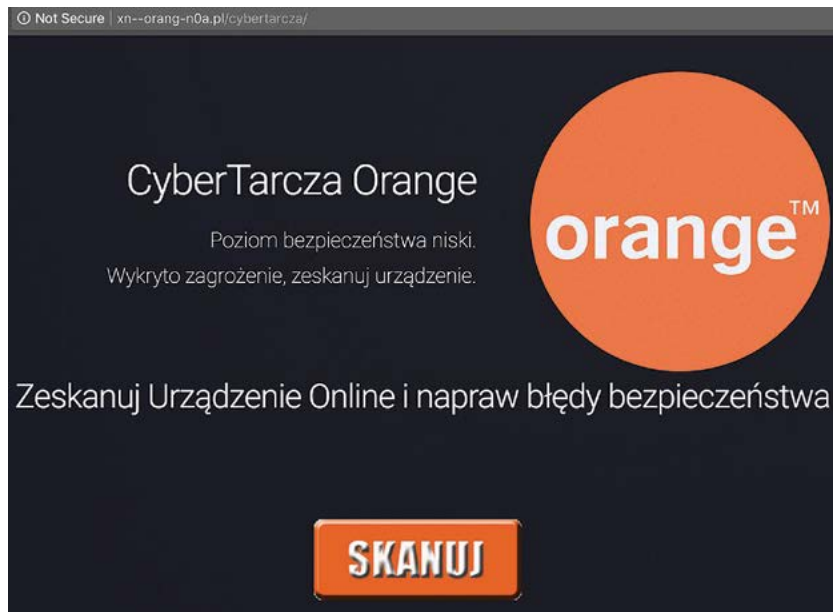 Not Secure | xn--orang-n0a.pl/cybertarcza/
CyberTarcza Orange
Poziom bezpieczeństwa niski.
Wykryto zagrożenie, zeskanuj urządzenie.
orange™
Zeskanuj Urządzenie Online i napraw błędy bezpieczeństwa
SKANUJ